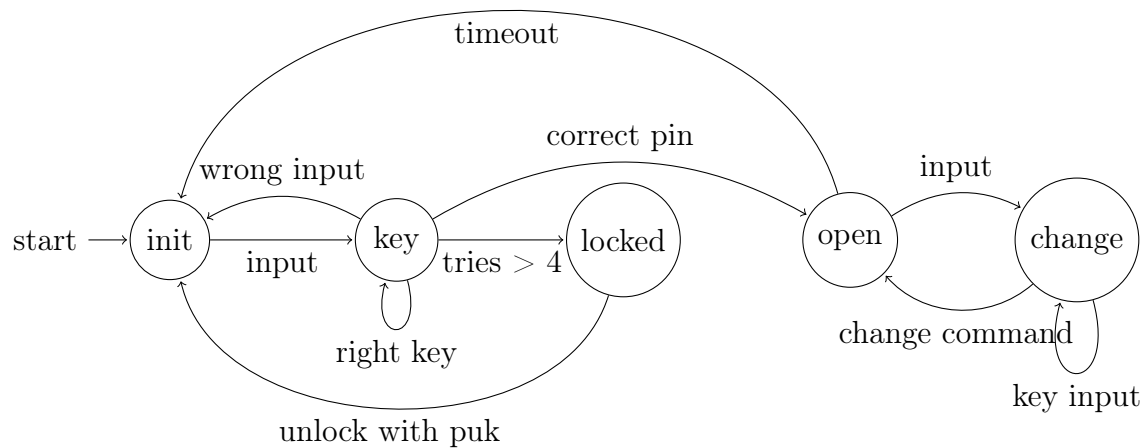 timeout
correct pin
wrong input
input
start
init
key
locked
open
change
input
tries > 4
change command
right key
key input
unlock with puk